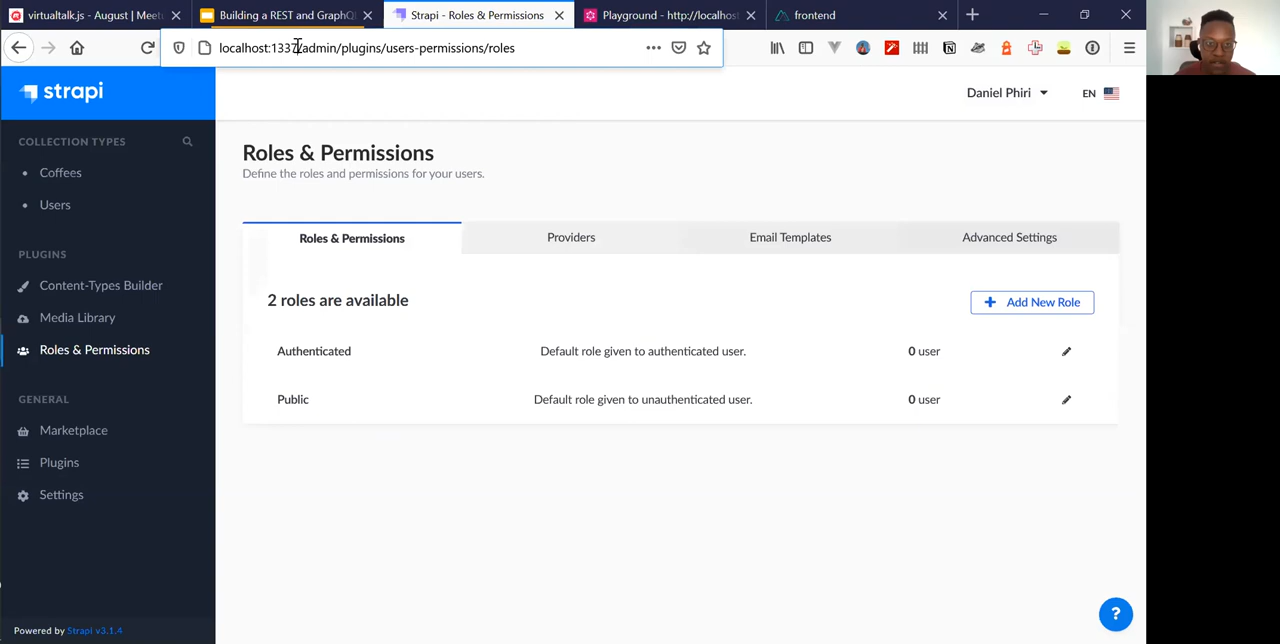 virtualtalk.js - August | Meet
Building a REST and GraphQ
Strapi - Roles & Permissions
Playground - http://localhos
frontend
localhost:1337/admin/plugins/users-permissions/roles
strapi
Daniel Phiri
EN
COLLECTION TYPES
Coffees
Users
PLUGINS
Content-Types Builder
Media Library
Roles & Permissions
GENERAL
Marketplace
Plugins
Settings
Powered by Strapi v3.1.4
Roles & Permissions
Define the roles and permissions for your users.
Roles & Permissions
Providers
Email Templates
Advanced Settings
2 roles are available
Add New Role
Authenticated Default role given to authenticated user. 0 user
Public Default role given to unauthenticated user. 0 user
?